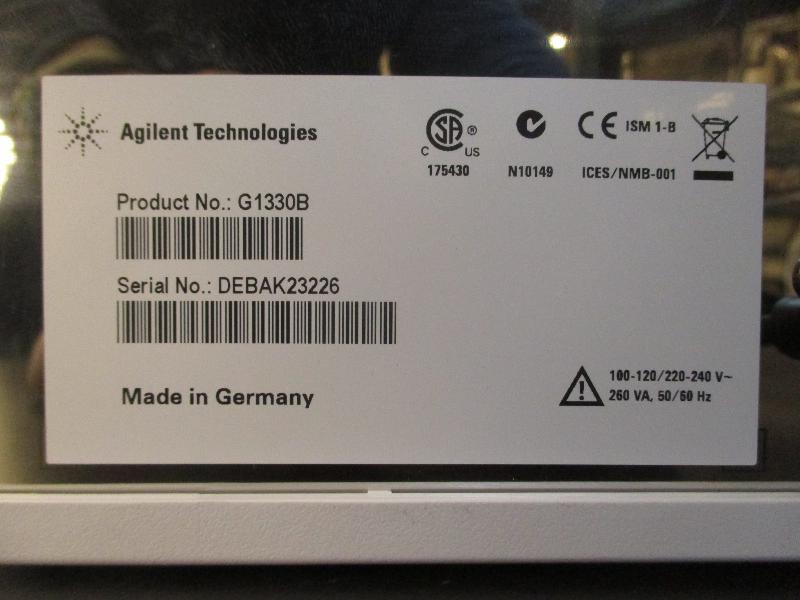 Agilent Technologies
SA ®
C US
175430
N10149
CE ISM 1-B
ICES/NMB-001
Product No.: G1330B
Serial No.: DEBAK23226
Made in Germany
100-120/220-240 V~
260 VA, 50/60 Hz